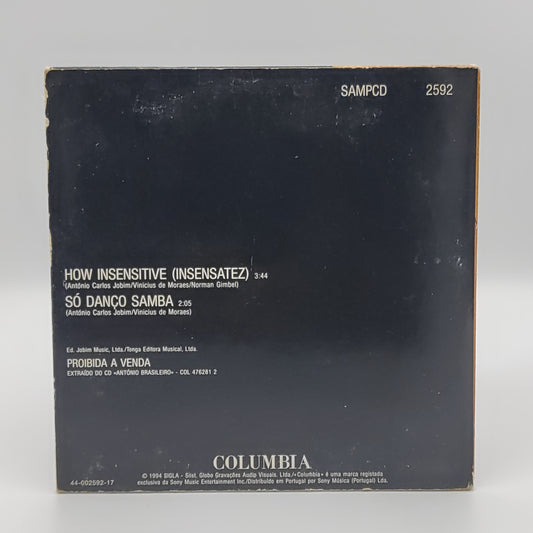 SAMPCD 2592
HOW INSENSITIVE (INSENSATEZ) 3:44
(António Carlos Jobim/Vinicius de Moraes/Norman Gimbel)
SÓ DANÇO SAMBA 2:05
(António Carlos Jobim/Vinicius de Moraes)
Ed. Jobim Music, Ltda./Tonga Editora Musical, Ltda.
PROIBIDA A VENDA
EXTRAÍDO DO CD «ANTÓNIO BRASILEIRO» - COL 476281 2
COLUMBIA
© 1994 SIGLA - Sist. Globo Gravações Audio Visuais. Ltda./«Columbia» é uma marca registada
exclusiva da Sony Music Entertainment Inc./Distribuido em Portugal por Sony Música (Portugal) Lda.
44-002592-17